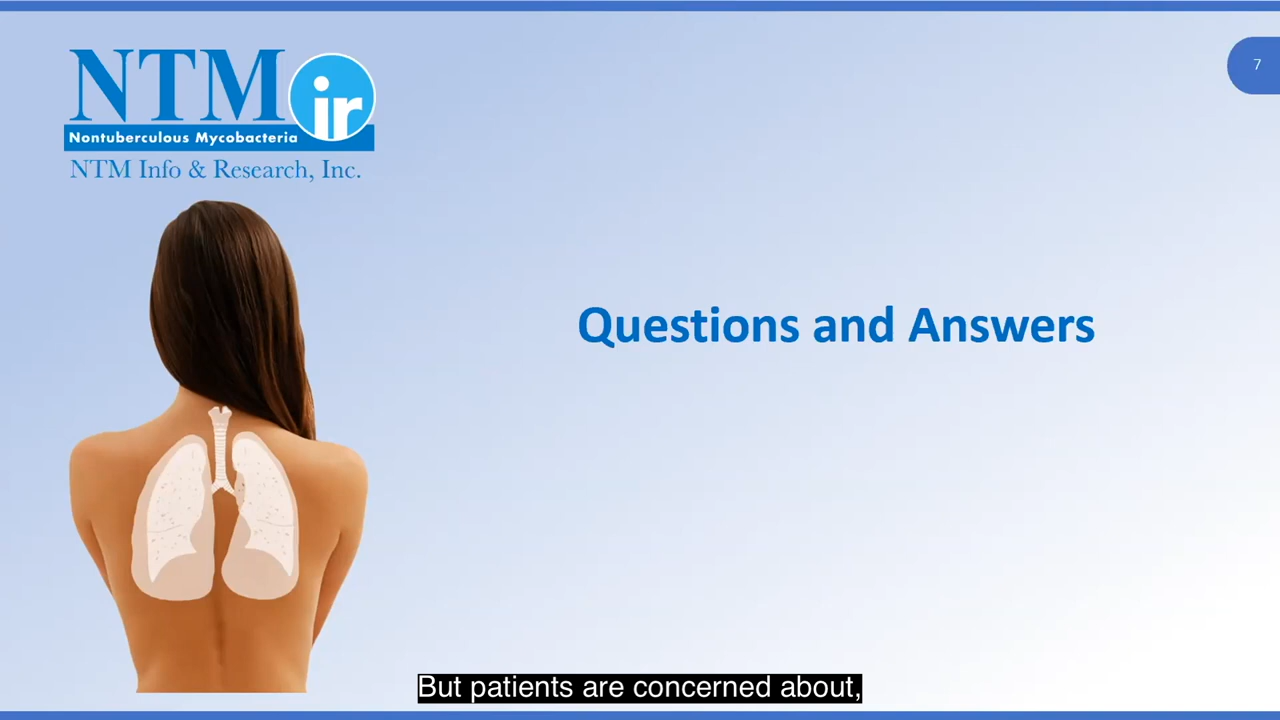 NTM
ir
Nontuberculous Mycobacteria
NTM Info & Research, Inc.
7
Questions and Answers
But patients are concerned about,